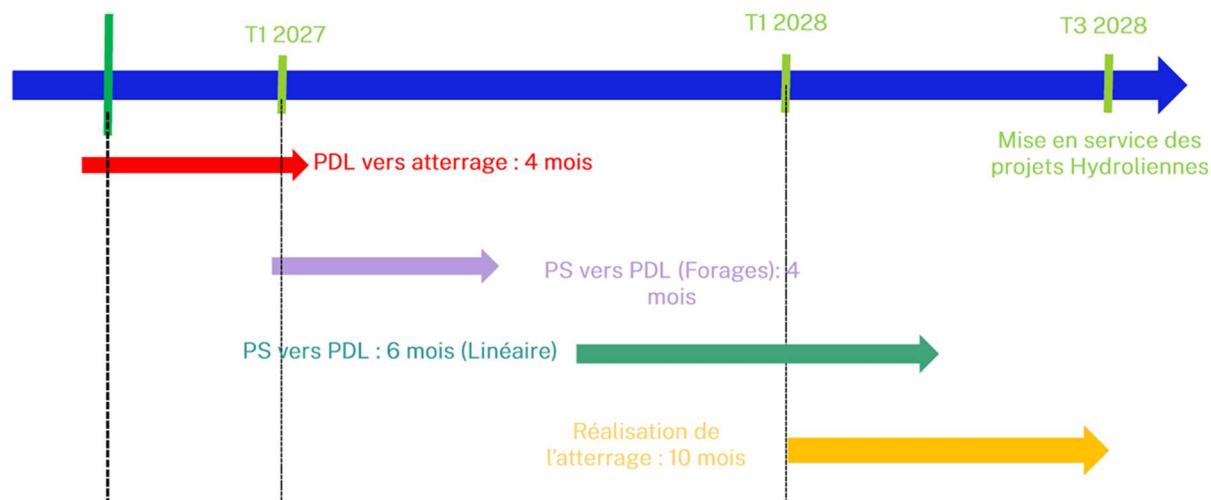 T1 2027
T1 2028
T3 2028
Mise en service des
projets Hydroliennes
PDL vers atterrage : 4 mois
PS vers PDL (Forages): 4
mois
PS vers PDL : 6 mois (Linéaire)
Réalisation de
l'atterrage : 10 mois